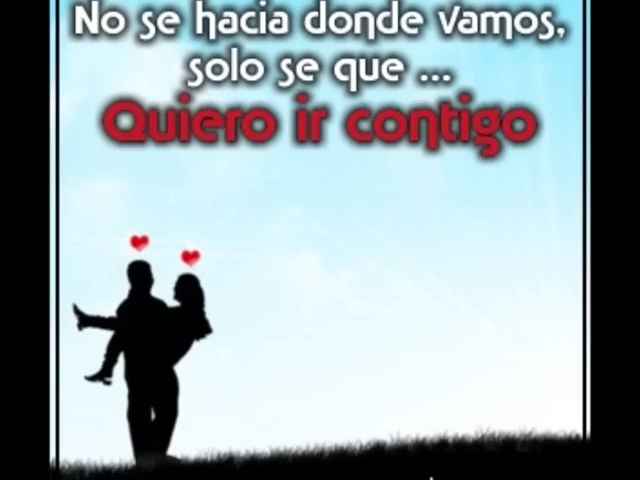 No se hacia donde vamos,
solo se que ...
Quiero ir contigo